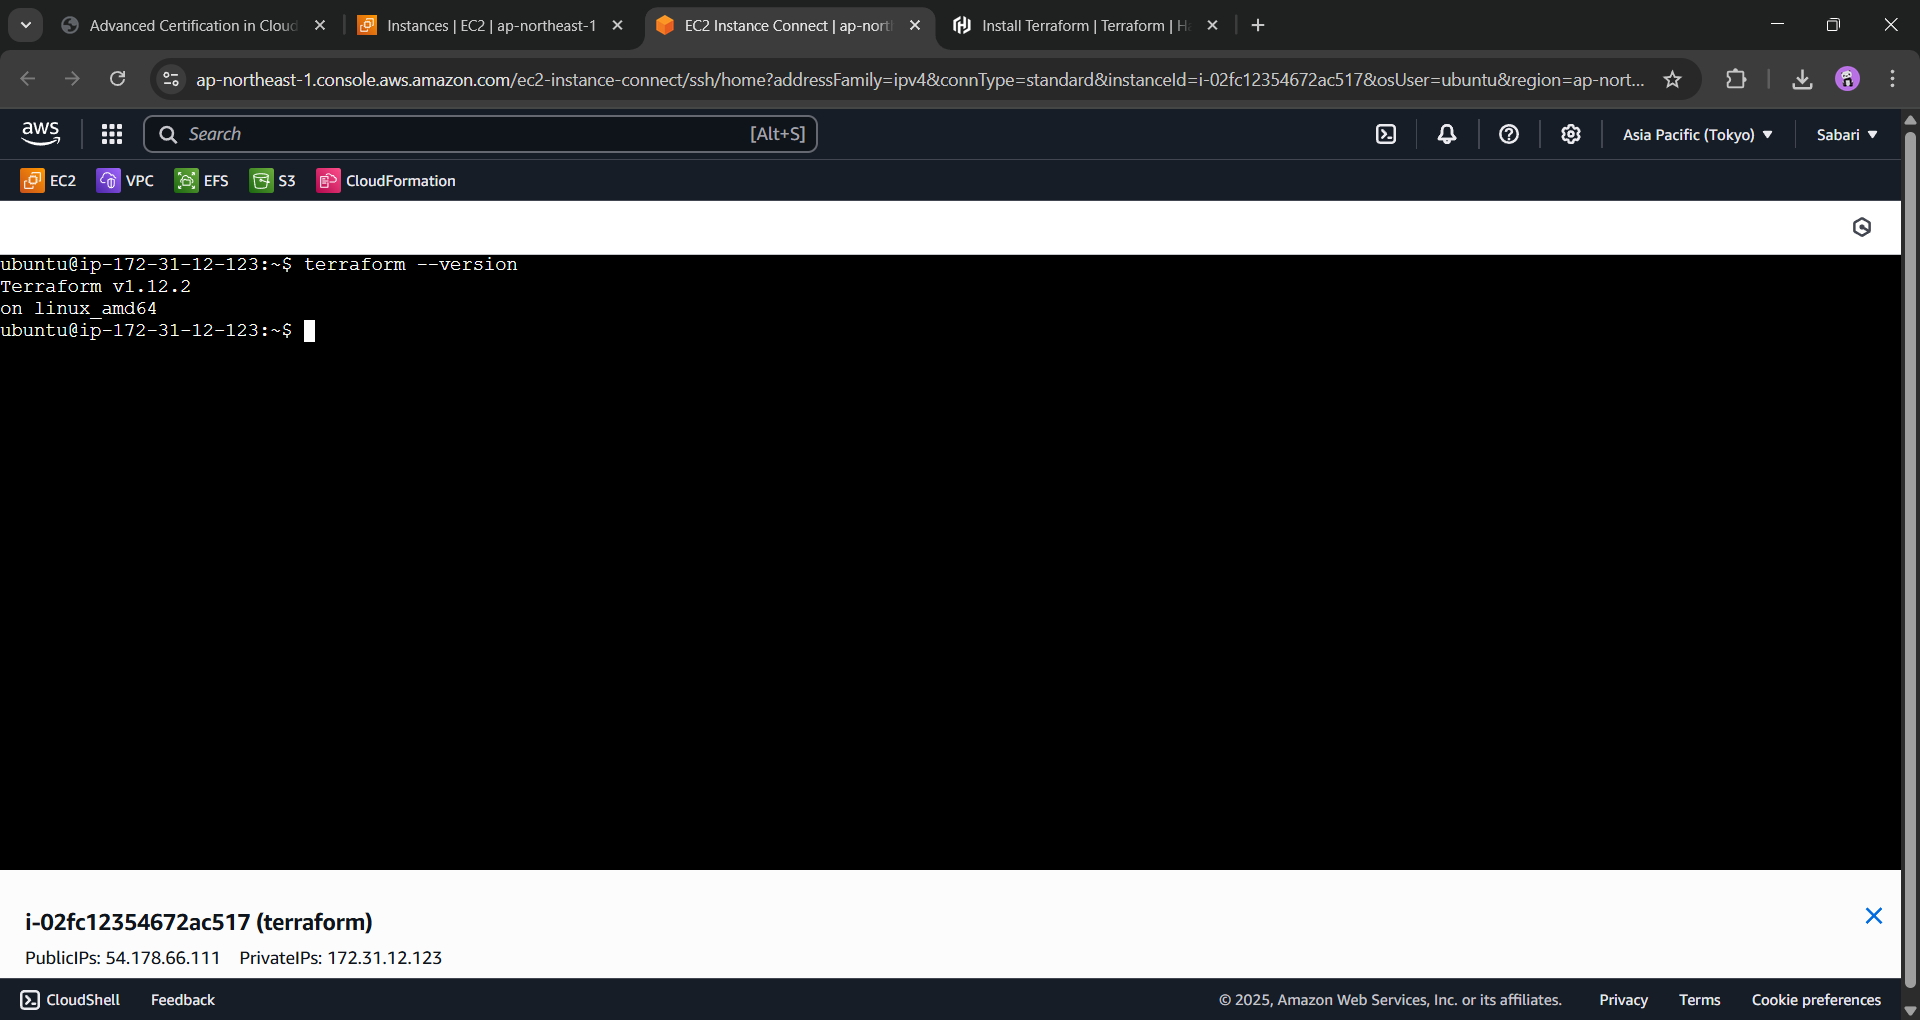 Advanced Certification in Cloud
Instances | EC2 | ap-northeast-1
EC2 Instance Connect | ap-nort
Install Terraform | Terraform | Ha
ap-northeast-1.console.aws.amazon.com/ec2-instance-connect/ssh/home?addressFamily=ipv4&connType=standard&instanceId=i-02fc12354672ac517&osUser=ubuntu&region=ap-nort...
aws
Search
[Alt+S]
Asia Pacific (Tokyo)
Sabari
EC2
VPC
EFS
S3
CloudFormation
ubuntu@ip-172-31-12-123:~$ terraform --version
Terraform v1.12.2
on linux_amd64
ubuntu@ip-172-31-12-123:~$
i-02fc12354672ac517 (terraform)
PublicIPs: 54.178.66.111 PrivateIPs: 172.31.12.123
CloudShell
Feedback
© 2025, Amazon Web Services, Inc. or its affiliates.
Privacy
Terms
Cookie preferences